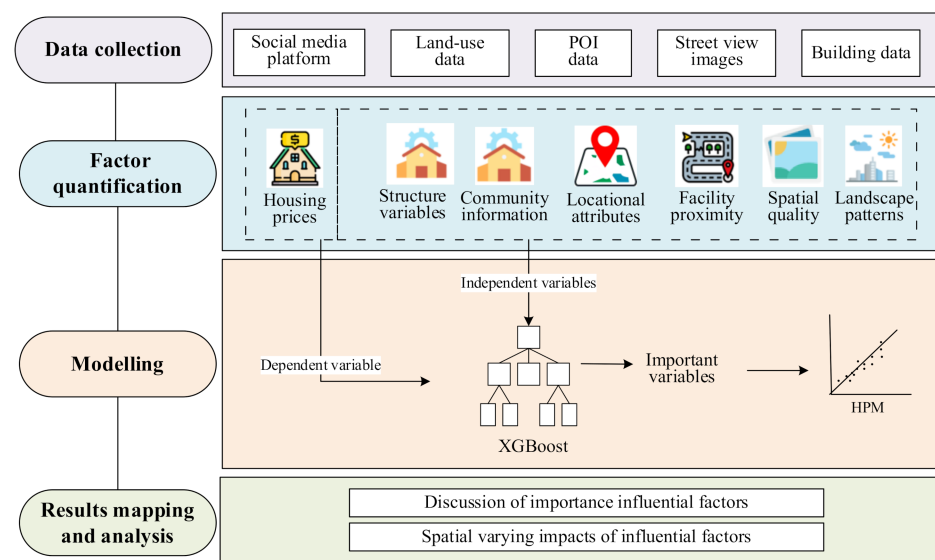 Data collection
Social media
platform
Land-use
data
POI
data
Street view
images
Building data
Factor
quantification
$
Housing
prices
Structure
variables
Community
information
Locational
attributes
Facility
proximity
Spatial
quality
Landscape
patterns
Modelling
Independent variables
Dependent variable
XGBoost
Important
variables
HPM
Results mapping
and analysis
Discussion of importance influential factors
Spatial varying impacts of influential factors